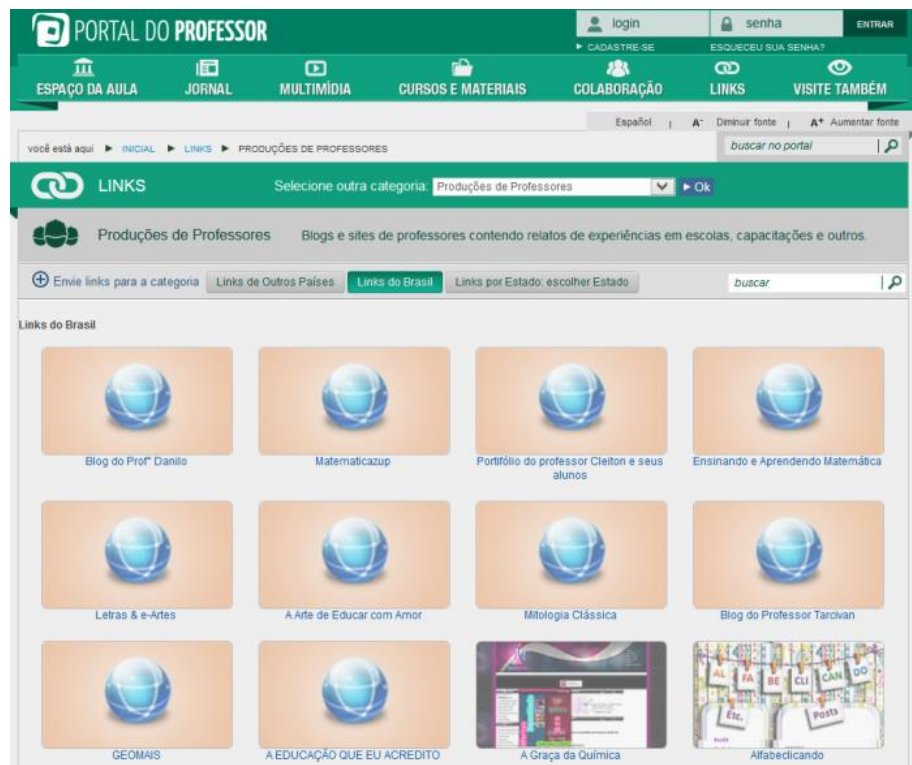 PORTAL DO PROFESSOR
login
senha
ENTRAR
CADASTRE-SE
ESQUECEU SUA SENHA?
ESPAÇO DA AULA
JORNAL
MULTIMÍDIA
CURSOS E MATERIAIS
COLABORAÇÃO
LINKS
VISITE TAMBÉM
Español | A- Diminuir fonte | A+ Aumentar fonte
você está aqui ► INICIAL ► LINKS ► PRODUÇÕES DE PROFESSORES
buscar no portal
LINKS
Selecione outra categoria: Produções de Professores
Ok
Produções de Professores
Blogs e sites de professores contendo relatos de experiências em escolas, capacitações e outros.
Envie links para a categoria
Links de Outros Países
Links do Brasil
Links por Estado: escolher Estado
buscar
Links do Brasil
Blog do Prof° Danilo
Matematicazup
Portifólio do professor Cleiton e seus
alunos
Ensinando e Aprendendo Matemática
Letras & e-Artes
A Arte de Educar com Amor
Mitologia Clássica
Blog do Professor Tarcivan
GEOMAIS
A EDUCAÇÃO QUE EU ACREDITO
A Graça da Química
AL FA BE CLI CAN DO
Etc.
Posts
Alfabeclicando